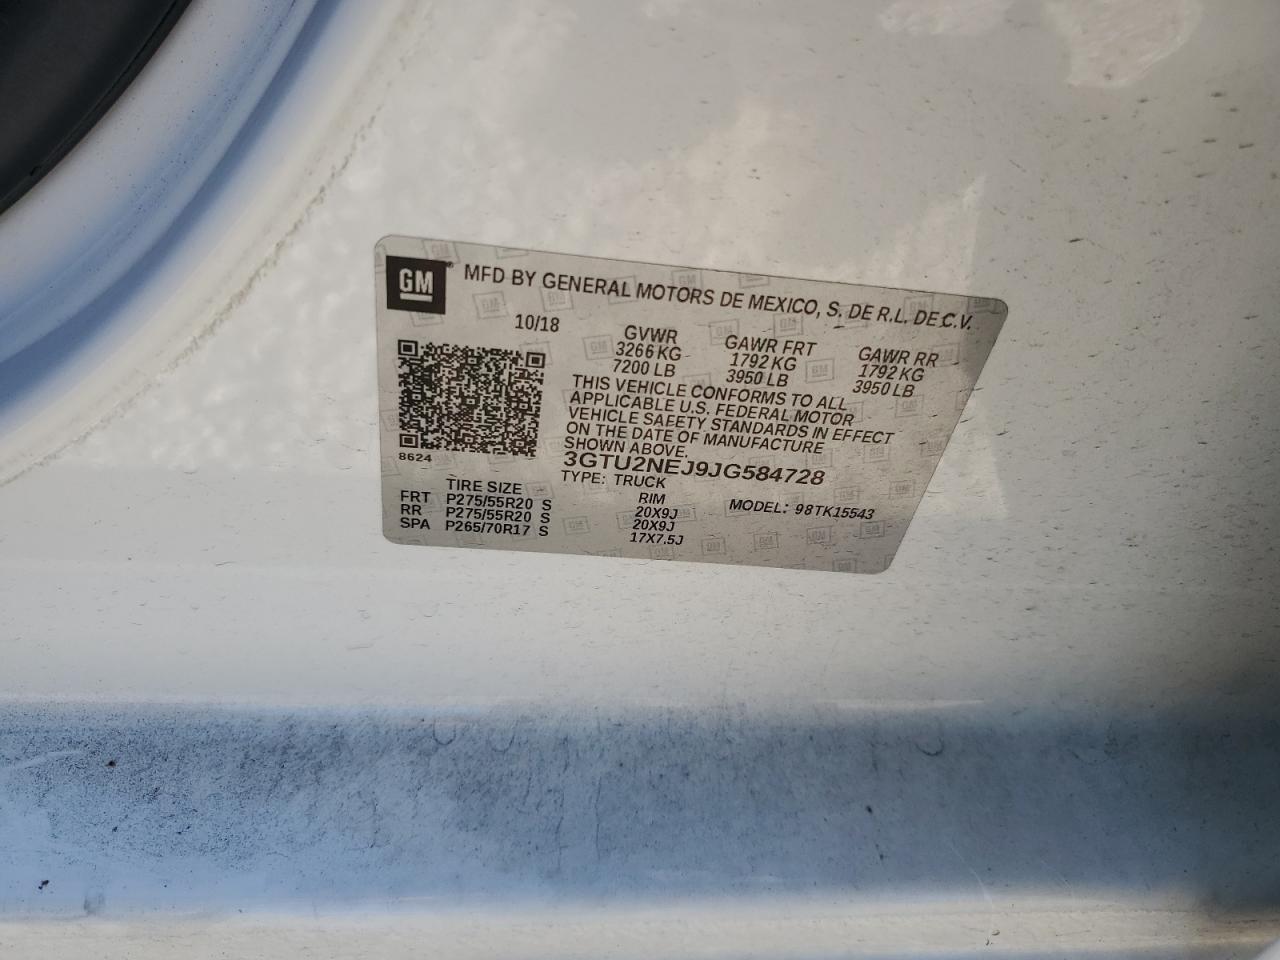 GM
MFD BY GENERAL MOTORS DE MEXICO, S. DE R.L. DE C.V.
10/18
GVWR GAWR FRT GAWR RR
3266 KG 1792 KG 1792 KG
7200 LB 3950 LB 3950 LB
THIS VEHICLE CONFORMS TO ALL
APPLICABLE U.S. FEDERAL MOTOR
VEHICLE SAFETY STANDARDS IN EFFECT
ON THE DATE OF MANUFACTURE
SHOWN ABOVE.
8624
3GTU2NEJ9JG584728
TYPE: TRUCK
TIRE SIZE RIM MODEL: 98TK15543
FRT P275/55R20 S 20X9J
RR P275/55R20 S 20X9J
SPA P265/70R17 S 17X7.5J